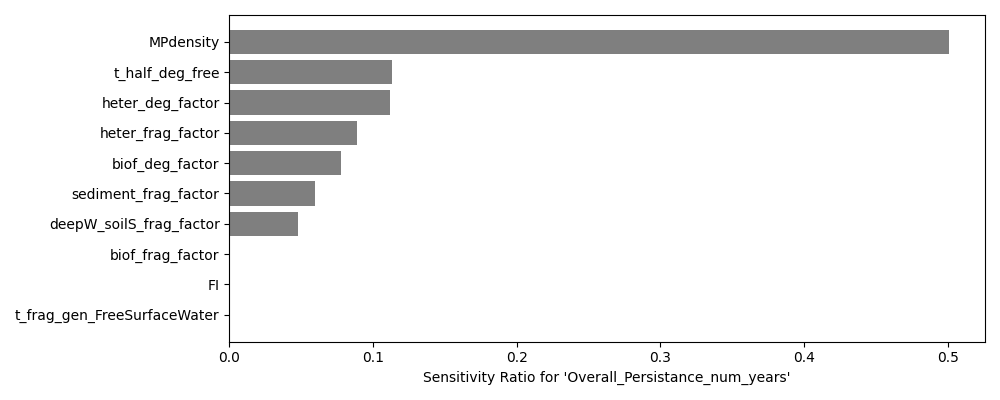 MPdensity
t_half_deg_free
heter_deg_factor
heter_frag_factor
biof_deg_factor
sediment_frag_factor
deepW_soilS_frag_factor
biof_frag_factor
FI
t_frag_gen_FreeSurfaceWater
0.0 0.1 0.2 0.3 0.4 0.5
Sensitivity Ratio for 'Overall_Persistance_num_years'